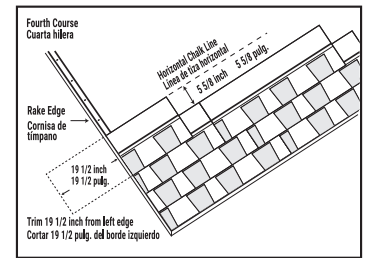 Fourth Course
Cuarta hilera
Horizontal Chalk Line
Linea de tiza horizontal
5 5/8 inch
5 5/8 pulg.
Rake Edge
Cornisa de
tímpano
19 1/2 inch
19 1/2 pulg.
Trim 19 1/2 inch from left edge
Cortar 19 1/2 pulg. del borde izquierdo